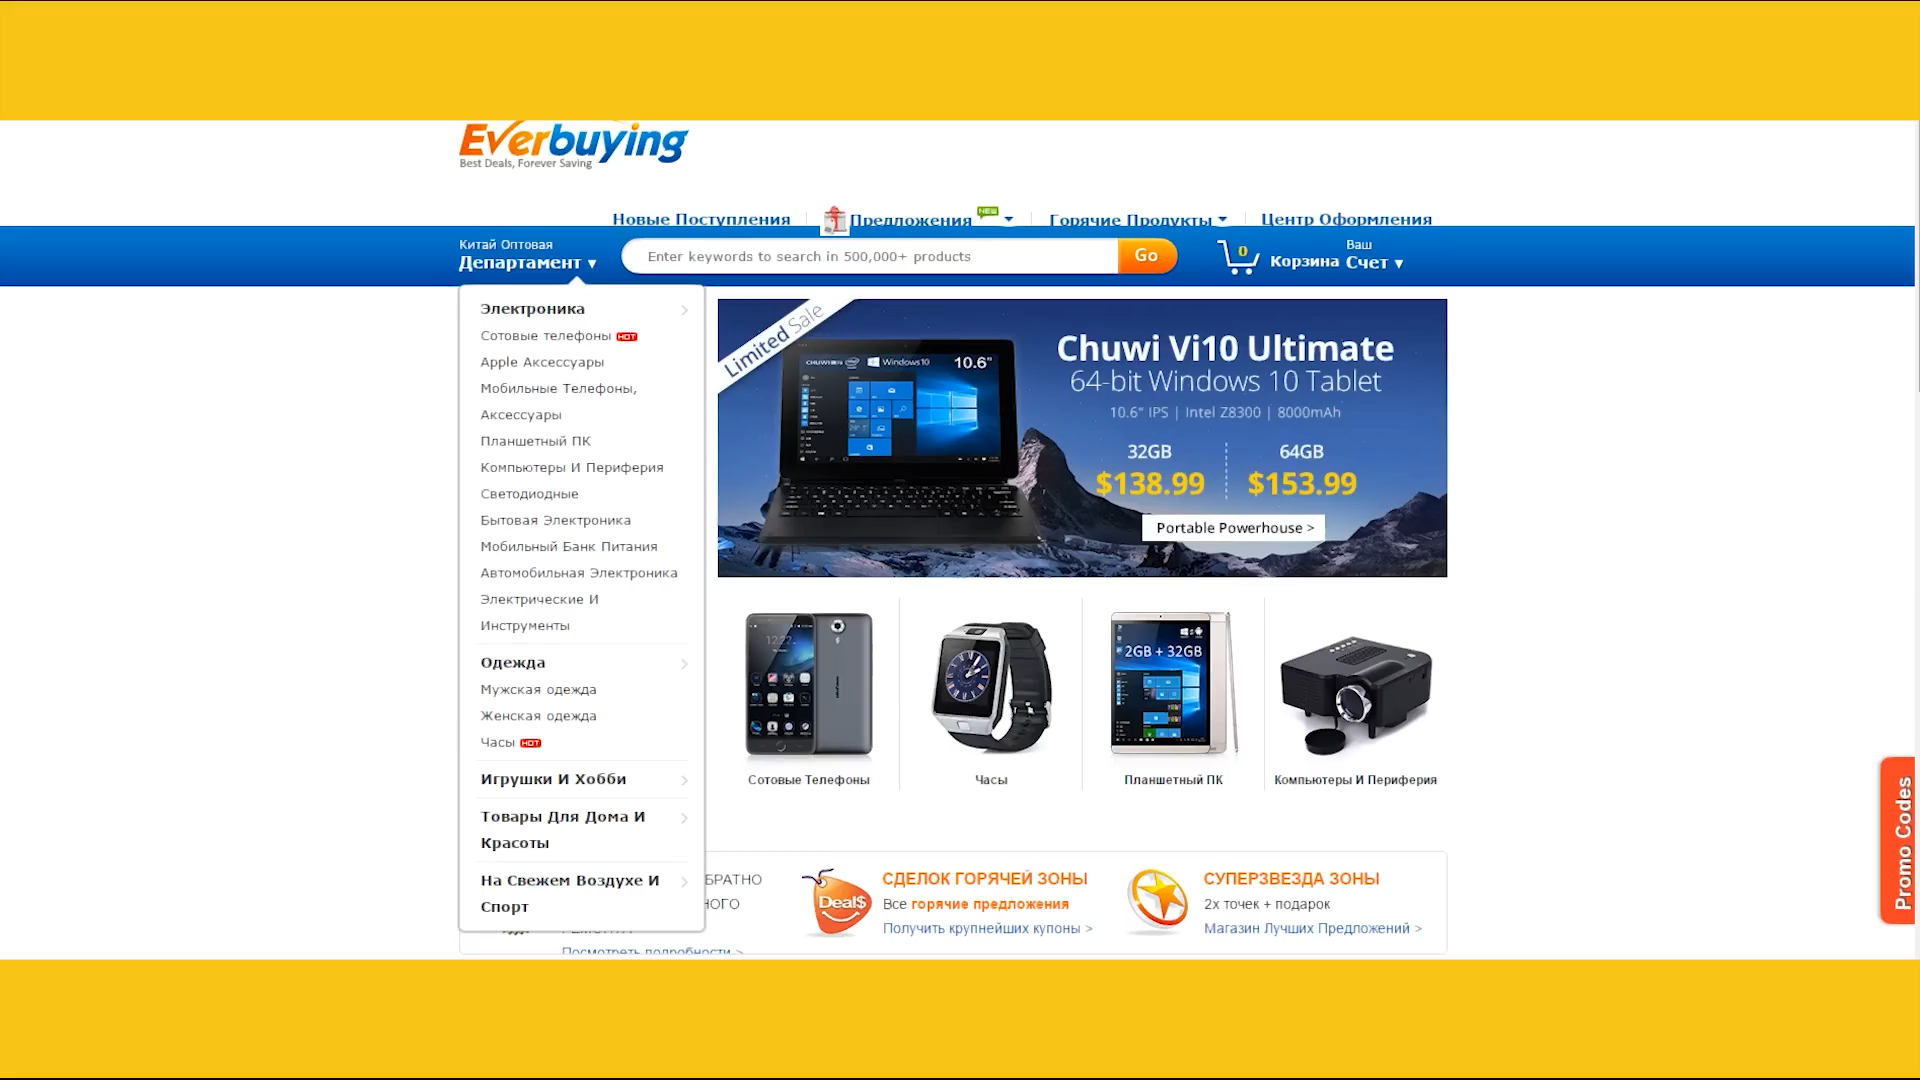 Everbuying
Best Deals, Forever Saving
Новые Поступления
Предложения NEW
Горячие Продукты
Центр Оформления
Китай Оптовая
Департамент ▼
Enter keywords to search in 500,000+ products
Go
0
Корзина
Ваш
Счет ▼
Электроника
Сотовые телефоны HOT
Apple Аксессуары
Мобильные Телефоны,
Аксессуары
Планшетный ПК
Компьютеры И Периферия
Светодиодные
Бытовая Электроника
Мобильный Банк Питания
Автомобильная Электроника
Электрические И
Инструменты
Одежда
Мужская одежда
Женская одежда
Часы HOT
Игрушки И Хобби
Товары Для Дома И
Красоты
На Свежем Воздухе И
Спорт
Limited Sale
CHUWI intel Windows 10 10.6"
Chuwi Vi10 Ultimate
64-bit Windows 10 Tablet
10.6" IPS | Intel Z8300 | 8000mAh
32GB
$138.99
64GB
$153.99
Portable Powerhouse >
12:22
2GB + 32GB
Сотовые Телефоны
Часы
Планшетный ПК
Компьютеры И Периферия
Посмотреть подробности >
Deal$
СДЕЛОК ГОРЯЧЕЙ ЗОНЫ
Все горячие предложения
Получить крупнейших купоны >
СУПЕРЗВЕЗДА ЗОНЫ
2x точек + подарок
Магазин Лучших Предложений >
Promo Codes